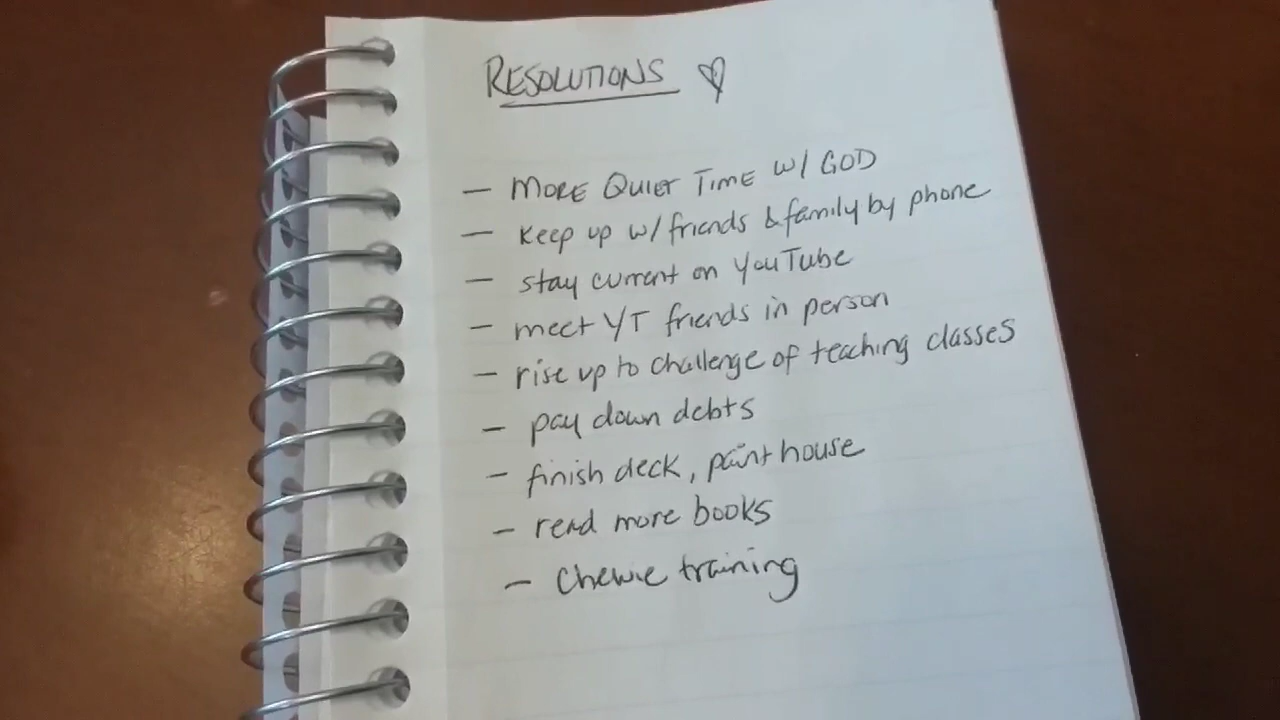 RESOLUTIONS ♡
— MORE QUIET TIME W/ GOD
— Keep up w/ friends & family by phone
— stay current on YouTube
— meet YT friends in person
— rise up to challenge of teaching classes
— pay down debts
— finish deck, paint house
— read more books
— Chewie training